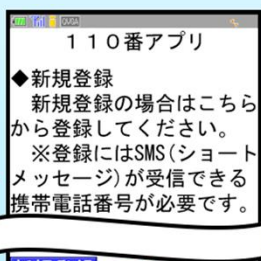 110番アプリ
◆新規登録
新規登録の場合はこちら
から登録してください。
※登録にはSMS(ショート
メッセージ)が受信できる
携帯電話番号が必要です。